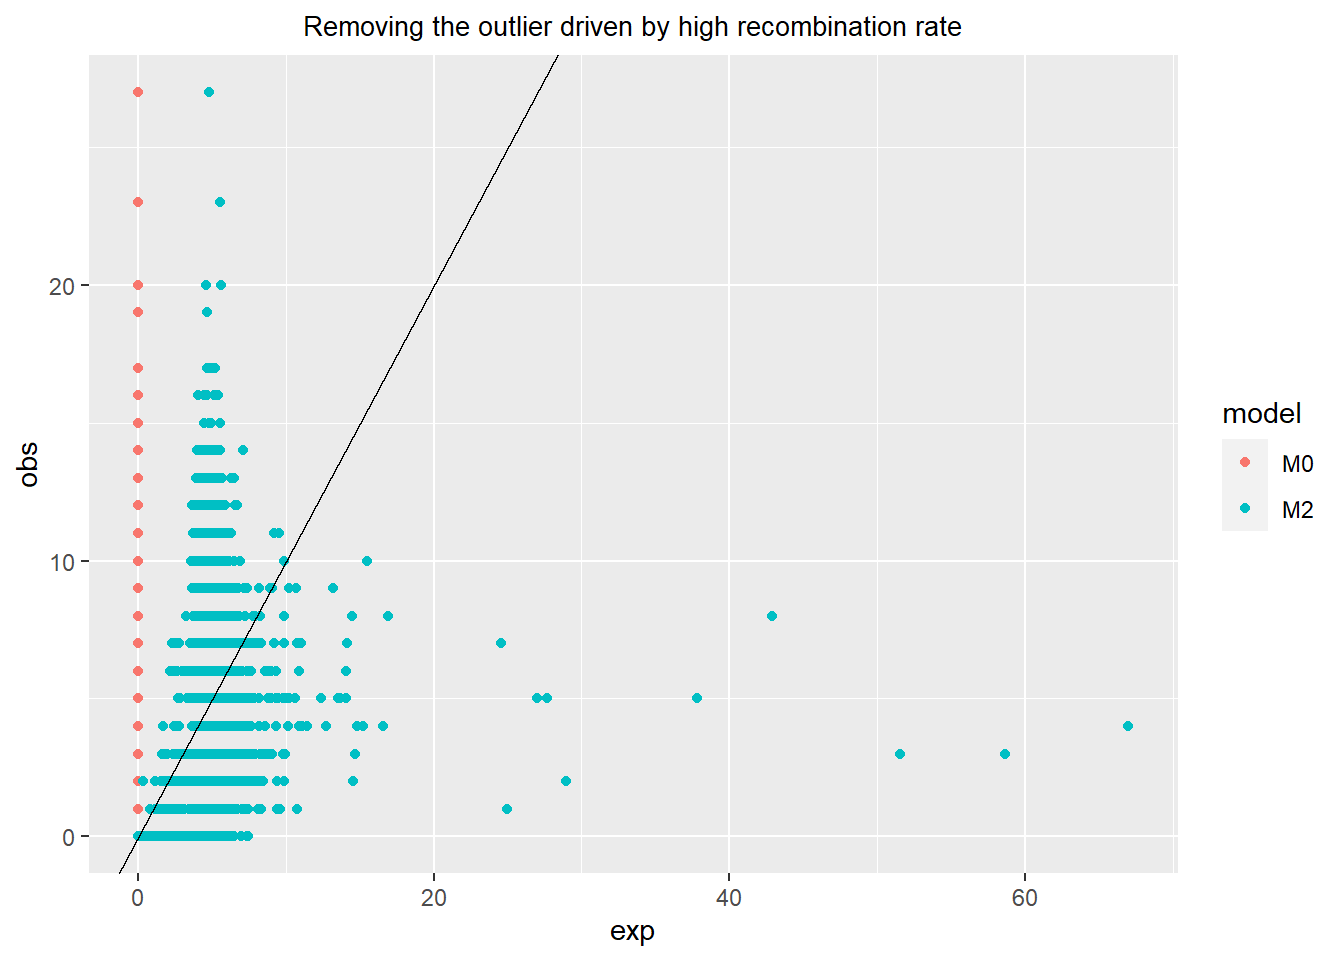 Removing the outlier driven by high recombination rate
obs
20
10
0
0
20
40
60
exp
model
M0
M2